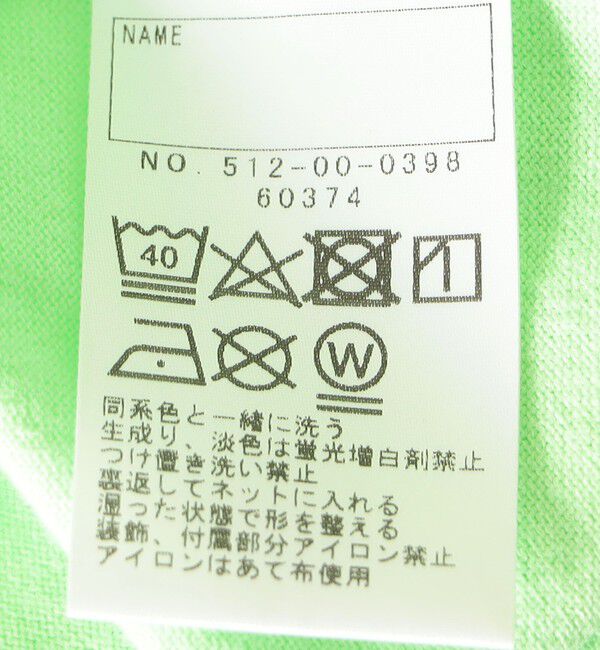 NAME
NO. 512-00-0398
60374
40
W
同系色と一緒に洗う
生成り、淡色は蛍光増白剤禁止
つけ置き洗い禁止
裏返してネットに入れる
湿った状態で形を整える
装飾、付属部分アイロン禁止
アイロンはあて布使用